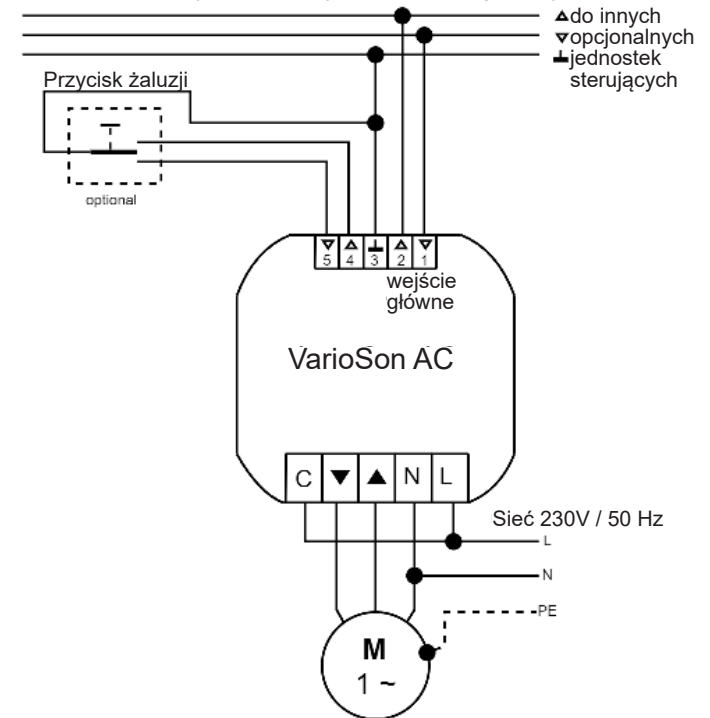 do innych
opcjonalnych
jednostek
sterujących
Przycisk żaluzji
optional
5 4 3 2 1
wejście
główne
VarioSon AC
C ▼ ▲ N L
Sieć 230V / 50 Hz
L
N
PE
M
1 ~